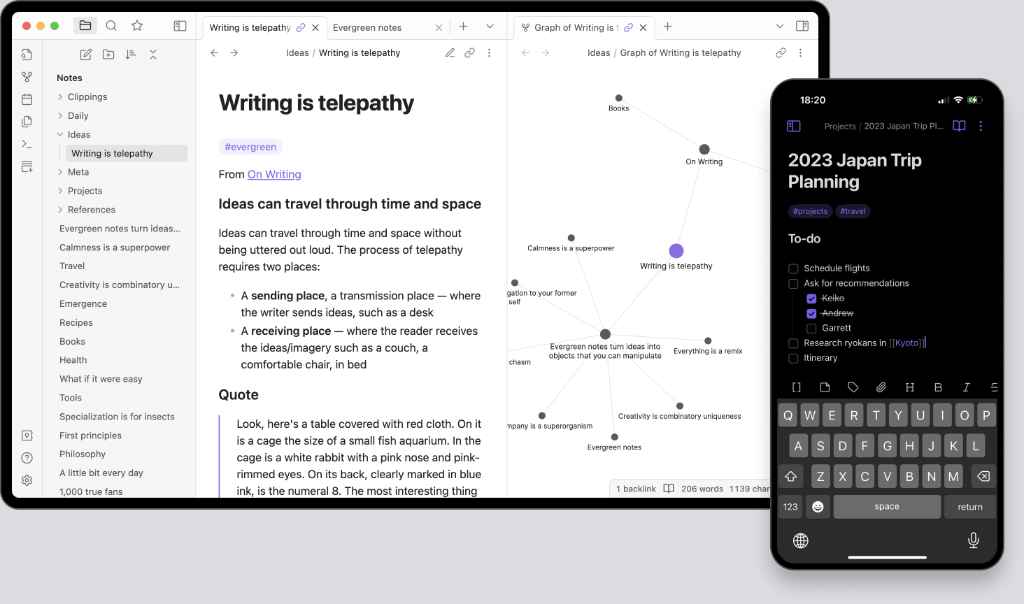 Writing is telepathy
Evergreen notes
Graph of Writing is
Ideas / Writing is telepathy
Ideas / Graph of Writing is telepathy
Notes
Clippings
Daily
Ideas
Writing is telepathy
Meta
Projects
References
Evergreen notes turn ideas...
Calmness is a superpower
Travel
Creativity is combinatory u...
Emergence
Recipes
Books
Health
What if it were easy
Tools
Specialization is for insects
First principles
Philosophy
A little bit every day
1,000 true fans
Writing is telepathy
#evergreen
From On Writing
Ideas can travel through time and space
Ideas can travel through time and space without
being uttered out loud. The process of telepathy
requires two places:
• A sending place, a transmission place — where
the writer sends ideas, such as a desk
• A receiving place — where the reader receives
the ideas/imagery such as a couch, a
comfortable chair, in bed
Quote
Look, here's a table covered with red cloth. On it
is a cage the size of a small fish aquarium. In the
cage is a white rabbit with a pink nose and pink-
rimmed eyes. On its back, clearly marked in blue
ink, is the numeral 8. The most interesting thing
Books
On Writing
Writing is telepathy
Calmness is a superpower
gation to your former
self
Evergreen notes turn ideas into
objects that you can manipulate
Everything is a remix
chasm
Creativity is combinatory uniqueness
mpany is a superorganism
Evergreen notes
1 backlink
206 words
1139 char
18:20
Projects / 2023 Japan Trip Pl...
2023 Japan Trip
Planning
#projects #travel
To-do
Schedule flights
Ask for recommendations
Keiko
Andrew
Garrett
Research ryokans in [[Kyoto]]
Itinerary
[] H B I S
Q W E R T Y U I O P
A S D F G H J K L
Z X C V B N M
123 space return